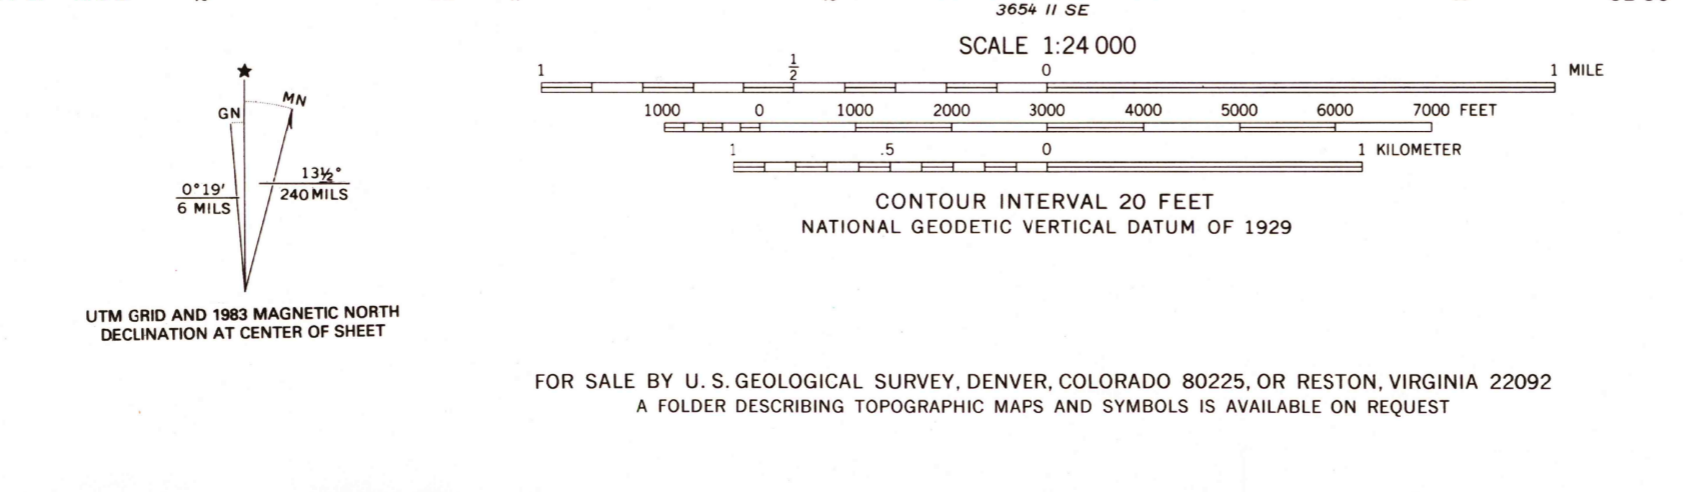 3654 II SE
SCALE 1:24 000
1 ½ 0 1 MILE
1000 0 1000 2000 3000 4000 5000 6000 7000 FEET
1 .5 0 1 KILOMETER
CONTOUR INTERVAL 20 FEET
NATIONAL GEODETIC VERTICAL DATUM OF 1929
★
GN
MN
0°19'
6 MILS
13½°
240 MILS
UTM GRID AND 1983 MAGNETIC NORTH
DECLINATION AT CENTER OF SHEET
FOR SALE BY U. S. GEOLOGICAL SURVEY, DENVER, COLORADO 80225, OR RESTON, VIRGINIA 22092
A FOLDER DESCRIBING TOPOGRAPHIC MAPS AND SYMBOLS IS AVAILABLE ON REQUEST